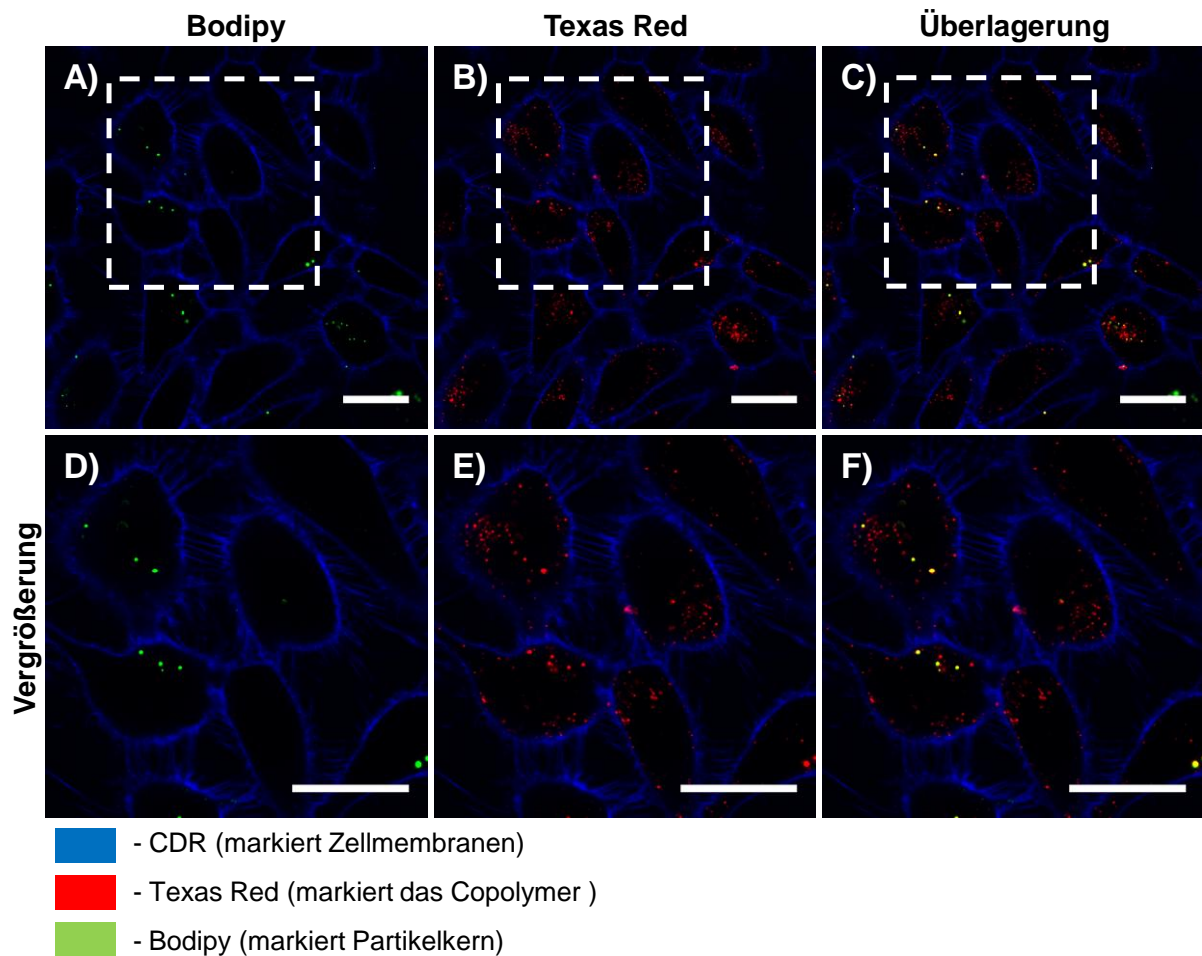 Bodipy
Texas Red
Überlagerung
A)
B)
C)
D)
E)
F)
Vergrößerung
- CDR (markiert Zellmembranen)
- Texas Red (markiert das Copolymer )
- Bodipy (markiert Partikelkern)